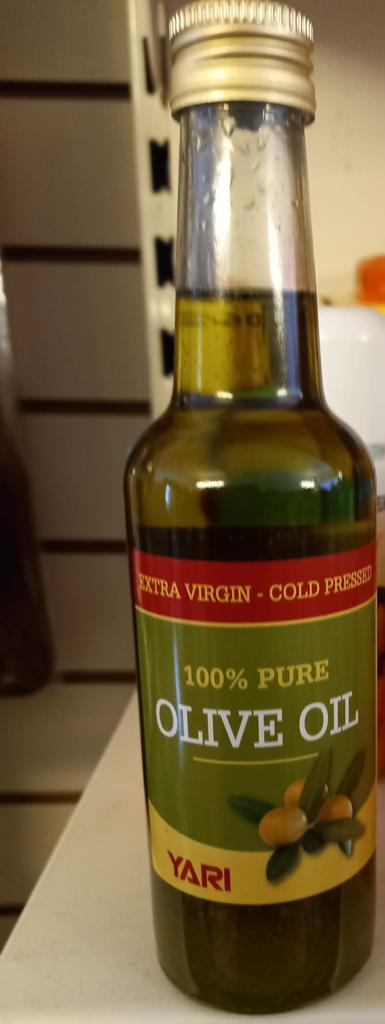 EXTRA VIRGIN - COLD PRESSED
100% PURE
OLIVE OIL
YARI